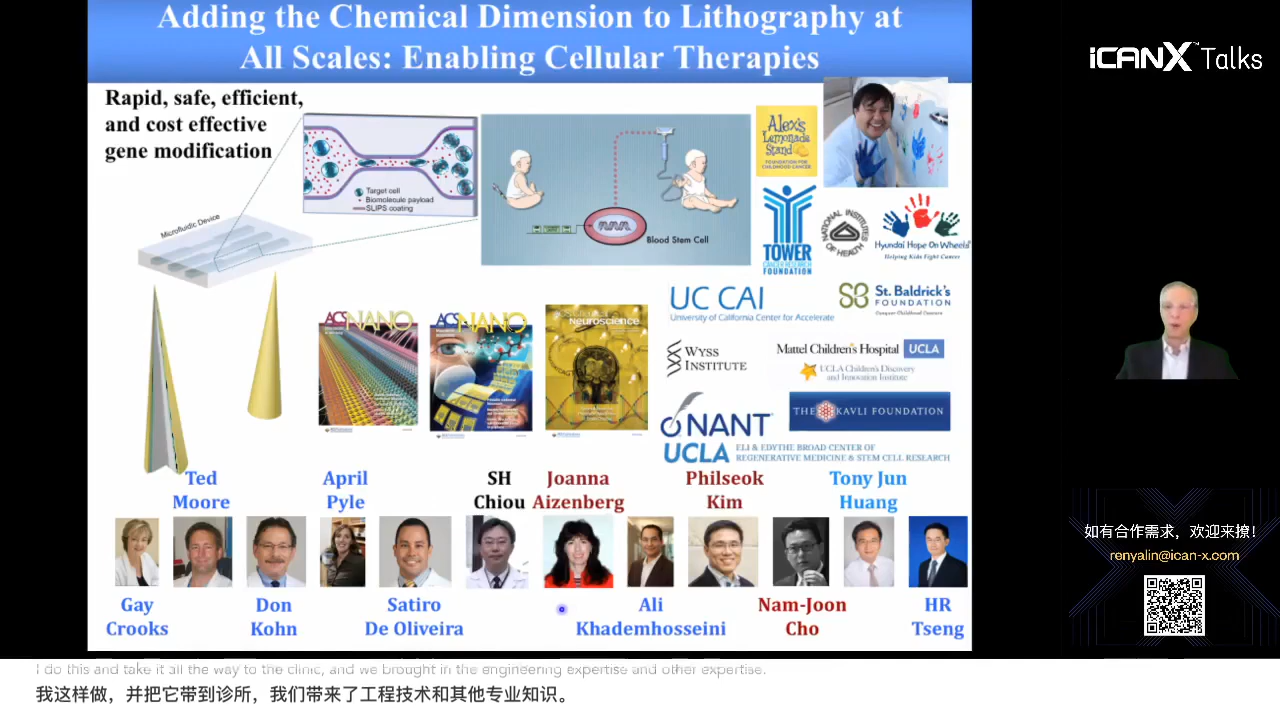 Adding the Chemical Dimension to Lithography at
All Scales: Enabling Cellular Therapies
iCANX Talks
Rapid, safe, efficient,
and cost effective
gene modification
Target cell
Biomolecule payload
SLIPS coating
Microfluidic Device
Blood Stem Cell
Alex's
Lemonade
Stand
FOUNDATION FOR
CHILDHOOD CANCER
TOWER
CANCER RESEARCH
FOUNDATION
NATIONAL INSTITUTES
OF HEALTH
Hyundai Hope On Wheels
Helping Kids Fight Cancer
UC CAI
University of California Center for Accelerate
St. Baldrick's
FOUNDATION
Conquer Childhood Cancers
WYSS
INSTITUTE
Mattel Children's Hospital UCLA
UCLA Children's Discovery
and Innovation Institute
NANT
THE KAVLI FOUNDATION
UCLA
ELI & EDYTHE BROAD CENTER OF
REGENERATIVE MEDICINE & STEM CELL RESEARCH
ACS NANO
ACS NANO
Neuroscience
Ted
Moore
April
Pyle
SH
Chiou
Joanna
Aizenberg
Philseok
Kim
Tony Jun
Huang
Gay
Crooks
Don
Kohn
Satiro
De Oliveira
Ali
Khademhosseini
Nam-Joon
Cho
HR
Tseng
如有合作需求，欢迎来撩！
renyalin@ican-x.com
I do this and take it all the way to the clinic, and we brought in the engineering expertise and other expertise.
我这样做，并把它带到诊所，我们带来了工程技术和其他专业知识。